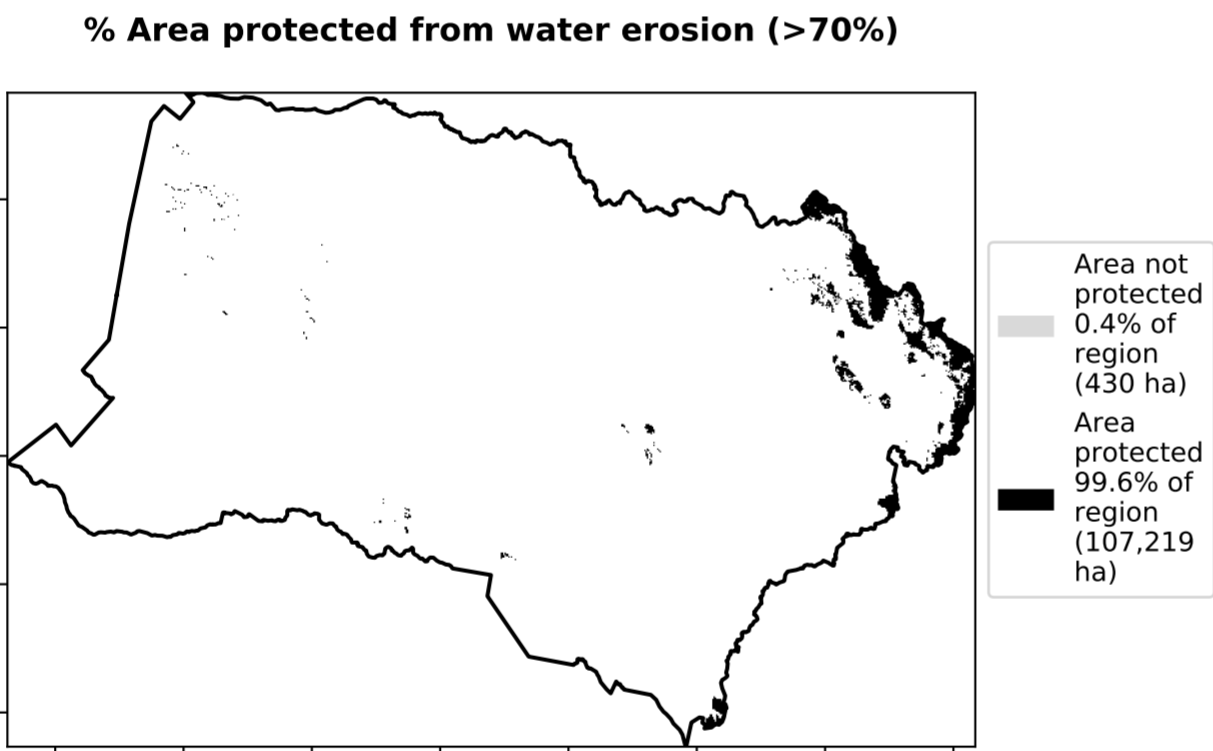 % Area protected from water erosion (>70%)
Area not
protected
0.4% of
region
(430 ha)
Area
protected
99.6% of
region
(107,219
ha)